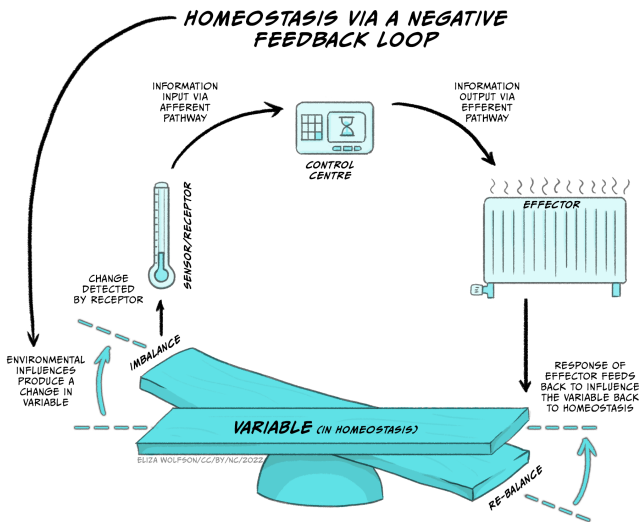 HOMEOSTASIS VIA A NEGATIVE
FEEDBACK LOOP
INFORMATION
INPUT VIA
AFFERENT
PATHWAY
INFORMATION
OUTPUT VIA
EFFERENT
PATHWAY
CONTROL
CENTRE
SENSOR/RECEPTOR
EFFECTOR
CHANGE
DETECTED
BY RECEPTOR
IMBALANCE
ENVIRONMENTAL
INFLUENCES
PRODUCE A
CHANGE IN
VARIABLE
RESPONSE OF
EFFECTOR FEEDS
BACK TO INFLUENCE
THE VARIABLE BACK
TO HOMEOSTASIS
VARIABLE (IN HOMEOSTASIS)
ELIZA WOLFSON/CC/BY/NC/2022
RE-BALANCE